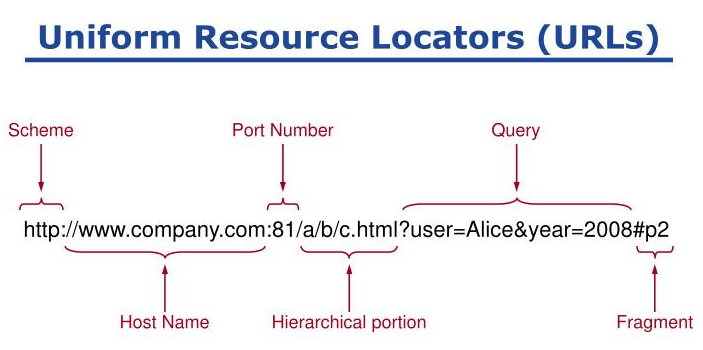 Uniform Resource Locators (URLs)
Scheme Port Number Query
http://www.company.com:81/a/b/c.html?user=Alice&year=2008#p2
Host Name Hierarchical portion Fragment